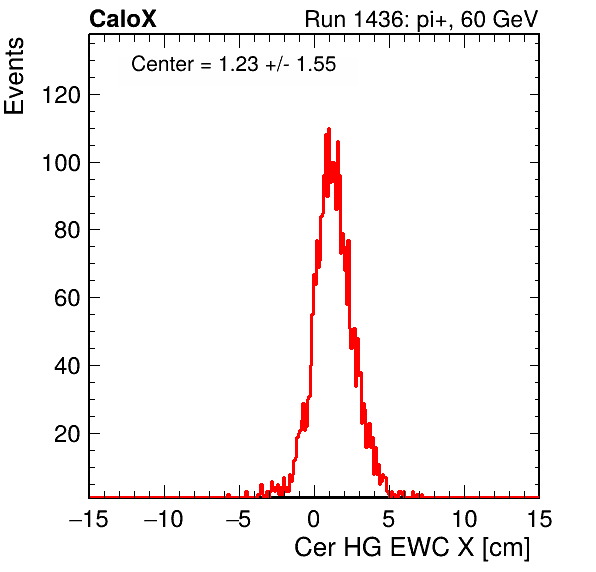 CaloX Run 1436: pi+, 60 GeV
Center = 1.23 +/- 1.55
Events
120
100
80
60
40
20
−15 −10 −5 0 5 10 15
Cer HG EWC X [cm]